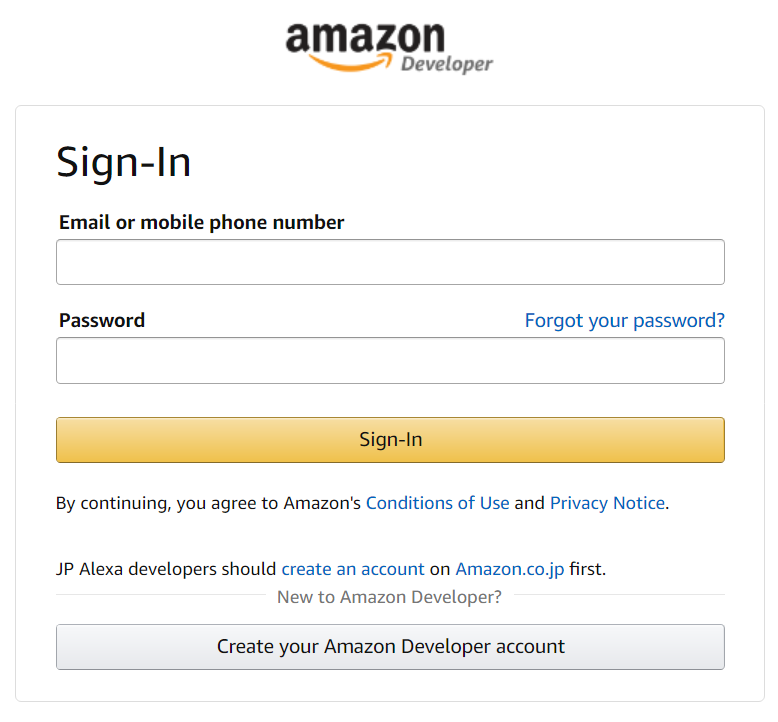 amazon
Developer
Sign-In
Email or mobile phone number
Password Forgot your password?
Sign-In
By continuing, you agree to Amazon's Conditions of Use and Privacy Notice.
JP Alexa developers should create an account on Amazon.co.jp first.
New to Amazon Developer?
Create your Amazon Developer account